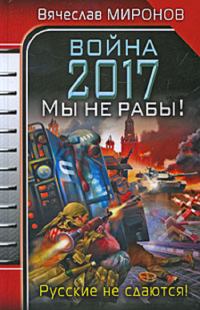 Вячеслав МИРОНОВ
ВОЙНА
2017
МЫ НЕ РАБЫ!
Русские не сдаются!